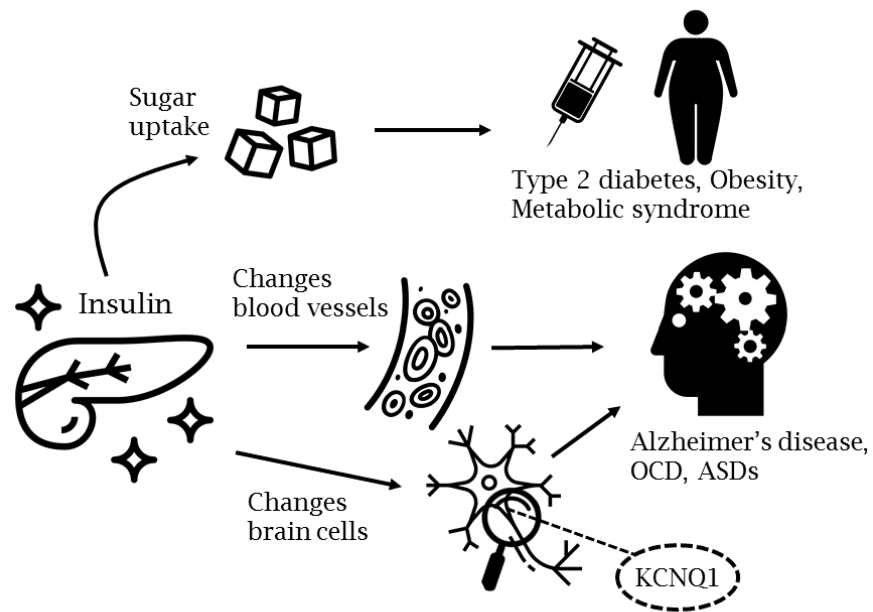 Sugar
uptake
Type 2 diabetes, Obesity,
Metabolic syndrome
Insulin
Changes
blood vessels
Alzheimer's disease,
OCD, ASDs
Changes
brain cells
KCNQ1